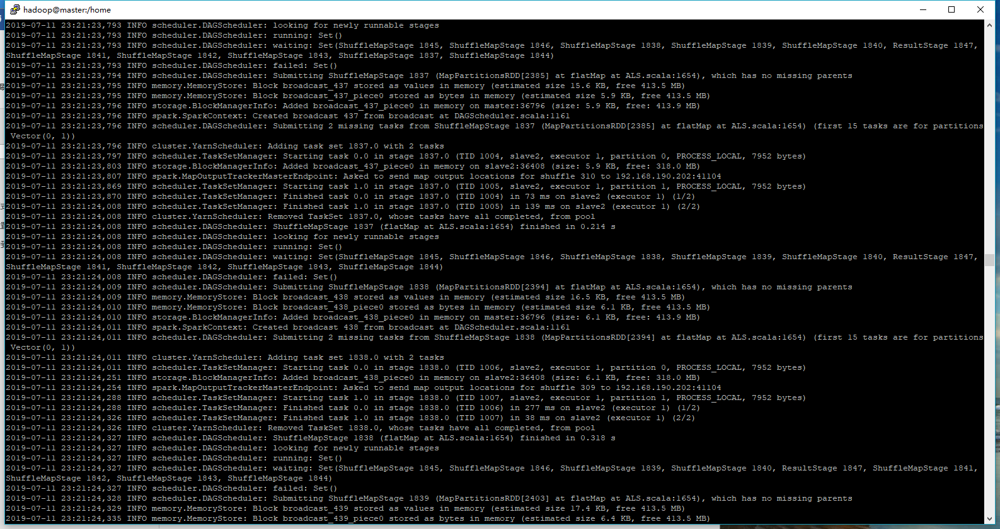 hadoop@master:/home
2019-07-11 23:21:23,793 INFO scheduler.DAGScheduler: looking for newly runnable stages
2019-07-11 23:21:23,793 INFO scheduler.DAGScheduler: running: Set()
2019-07-11 23:21:23,793 INFO scheduler.DAGScheduler: waiting: Set(ShuffleMapStage 1845, ShuffleMapStage 1846, ShuffleMapStage 1838, ShuffleMapStage 1839, ShuffleMapStage 1840, ResultStage 1847,
ShuffleMapStage 1841, ShuffleMapStage 1842, ShuffleMapStage 1843, ShuffleMapStage 1837, ShuffleMapStage 1844)
2019-07-11 23:21:23,793 INFO scheduler.DAGScheduler: failed: Set()
2019-07-11 23:21:23,794 INFO scheduler.DAGScheduler: Submitting ShuffleMapStage 1837 (MapPartitionsRDD[2385] at flatMap at ALS.scala:1654), which has no missing parents
2019-07-11 23:21:23,795 INFO memory.MemoryStore: Block broadcast_437 stored as values in memory (estimated size 15.6 KB, free 413.5 MB)
2019-07-11 23:21:23,795 INFO memory.MemoryStore: Block broadcast_437_piece0 stored as bytes in memory (estimated size 5.9 KB, free 413.5 MB)
2019-07-11 23:21:23,796 INFO storage.BlockManagerInfo: Added broadcast_437_piece0 in memory on master:36796 (size: 5.9 KB, free: 413.9 MB)
2019-07-11 23:21:23,796 INFO spark.SparkContext: Created broadcast 437 from broadcast at DAGScheduler.scala:1161
2019-07-11 23:21:23,796 INFO scheduler.DAGScheduler: Submitting 2 missing tasks from ShuffleMapStage 1837 (MapPartitionsRDD[2385] at flatMap at ALS.scala:1654) (first 15 tasks are for partitions
Vector(0, 1))
2019-07-11 23:21:23,796 INFO cluster.YarnScheduler: Adding task set 1837.0 with 2 tasks
2019-07-11 23:21:23,797 INFO scheduler.TaskSetManager: Starting task 0.0 in stage 1837.0 (TID 1004, slave2, executor 1, partition 0, PROCESS_LOCAL, 7952 bytes)
2019-07-11 23:21:23,803 INFO storage.BlockManagerInfo: Added broadcast_437_piece0 in memory on slave2:36408 (size: 5.9 KB, free: 318.0 MB)
2019-07-11 23:21:23,807 INFO spark.MapOutputTrackerMasterEndpoint: Asked to send map output locations for shuffle 310 to 192.168.190.202:41104
2019-07-11 23:21:23,869 INFO scheduler.TaskSetManager: Starting task 1.0 in stage 1837.0 (TID 1005, slave2, executor 1, partition 1, PROCESS_LOCAL, 7952 bytes)
2019-07-11 23:21:23,870 INFO scheduler.TaskSetManager: Finished task 0.0 in stage 1837.0 (TID 1004) in 73 ms on slave2 (executor 1) (1/2)
2019-07-11 23:21:24,008 INFO scheduler.TaskSetManager: Finished task 1.0 in stage 1837.0 (TID 1005) in 139 ms on slave2 (executor 1) (2/2)
2019-07-11 23:21:24,008 INFO cluster.YarnScheduler: Removed TaskSet 1837.0, whose tasks have all completed, from pool
2019-07-11 23:21:24,008 INFO scheduler.DAGScheduler: ShuffleMapStage 1837 (flatMap at ALS.scala:1654) finished in 0.214 s
2019-07-11 23:21:24,008 INFO scheduler.DAGScheduler: looking for newly runnable stages
2019-07-11 23:21:24,008 INFO scheduler.DAGScheduler: running: Set()
2019-07-11 23:21:24,008 INFO scheduler.DAGScheduler: waiting: Set(ShuffleMapStage 1845, ShuffleMapStage 1846, ShuffleMapStage 1838, ShuffleMapStage 1839, ShuffleMapStage 1840, ResultStage 1847,
ShuffleMapStage 1841, ShuffleMapStage 1842, ShuffleMapStage 1843, ShuffleMapStage 1844)
2019-07-11 23:21:24,008 INFO scheduler.DAGScheduler: failed: Set()
2019-07-11 23:21:24,009 INFO scheduler.DAGScheduler: Submitting ShuffleMapStage 1838 (MapPartitionsRDD[2394] at flatMap at ALS.scala:1654), which has no missing parents
2019-07-11 23:21:24,009 INFO memory.MemoryStore: Block broadcast_438 stored as values in memory (estimated size 16.5 KB, free 413.5 MB)
2019-07-11 23:21:24,010 INFO memory.MemoryStore: Block broadcast_438_piece0 stored as bytes in memory (estimated size 6.1 KB, free 413.5 MB)
2019-07-11 23:21:24,010 INFO storage.BlockManagerInfo: Added broadcast_438_piece0 in memory on master:36796 (size: 6.1 KB, free: 413.9 MB)
2019-07-11 23:21:24,011 INFO spark.SparkContext: Created broadcast 438 from broadcast at DAGScheduler.scala:1161
2019-07-11 23:21:24,011 INFO scheduler.DAGScheduler: Submitting 2 missing tasks from ShuffleMapStage 1838 (MapPartitionsRDD[2394] at flatMap at ALS.scala:1654) (first 15 tasks are for partitions
Vector(0, 1))
2019-07-11 23:21:24,011 INFO cluster.YarnScheduler: Adding task set 1838.0 with 2 tasks
2019-07-11 23:21:24,011 INFO scheduler.TaskSetManager: Starting task 0.0 in stage 1838.0 (TID 1006, slave2, executor 1, partition 0, PROCESS_LOCAL, 7952 bytes)
2019-07-11 23:21:24,251 INFO storage.BlockManagerInfo: Added broadcast_438_piece0 in memory on slave2:36408 (size: 6.1 KB, free: 318.0 MB)
2019-07-11 23:21:24,254 INFO spark.MapOutputTrackerMasterEndpoint: Asked to send map output locations for shuffle 309 to 192.168.190.202:41104
2019-07-11 23:21:24,288 INFO scheduler.TaskSetManager: Starting task 1.0 in stage 1838.0 (TID 1007, slave2, executor 1, partition 1, PROCESS_LOCAL, 7952 bytes)
2019-07-11 23:21:24,288 INFO scheduler.TaskSetManager: Finished task 0.0 in stage 1838.0 (TID 1006) in 277 ms on slave2 (executor 1) (1/2)
2019-07-11 23:21:24,326 INFO scheduler.TaskSetManager: Finished task 1.0 in stage 1838.0 (TID 1007) in 38 ms on slave2 (executor 1) (2/2)
2019-07-11 23:21:24,326 INFO cluster.YarnScheduler: Removed TaskSet 1838.0, whose tasks have all completed, from pool
2019-07-11 23:21:24,327 INFO scheduler.DAGScheduler: ShuffleMapStage 1838 (flatMap at ALS.scala:1654) finished in 0.318 s
2019-07-11 23:21:24,327 INFO scheduler.DAGScheduler: looking for newly runnable stages
2019-07-11 23:21:24,327 INFO scheduler.DAGScheduler: running: Set()
2019-07-11 23:21:24,327 INFO scheduler.DAGScheduler: waiting: Set(ShuffleMapStage 1845, ShuffleMapStage 1846, ShuffleMapStage 1839, ShuffleMapStage 1840, ResultStage 1847, ShuffleMapStage 1841,
ShuffleMapStage 1842, ShuffleMapStage 1843, ShuffleMapStage 1844)
2019-07-11 23:21:24,327 INFO scheduler.DAGScheduler: failed: Set()
2019-07-11 23:21:24,328 INFO scheduler.DAGScheduler: Submitting ShuffleMapStage 1839 (MapPartitionsRDD[2403] at flatMap at ALS.scala:1654), which has no missing parents
2019-07-11 23:21:24,329 INFO memory.MemoryStore: Block broadcast_439 stored as values in memory (estimated size 17.4 KB, free 413.5 MB)
2019-07-11 23:21:24,335 INFO memory.MemoryStore: Block broadcast_439_piece0 stored as bytes in memory (estimated size 6.4 KB, free 413.5 MB)